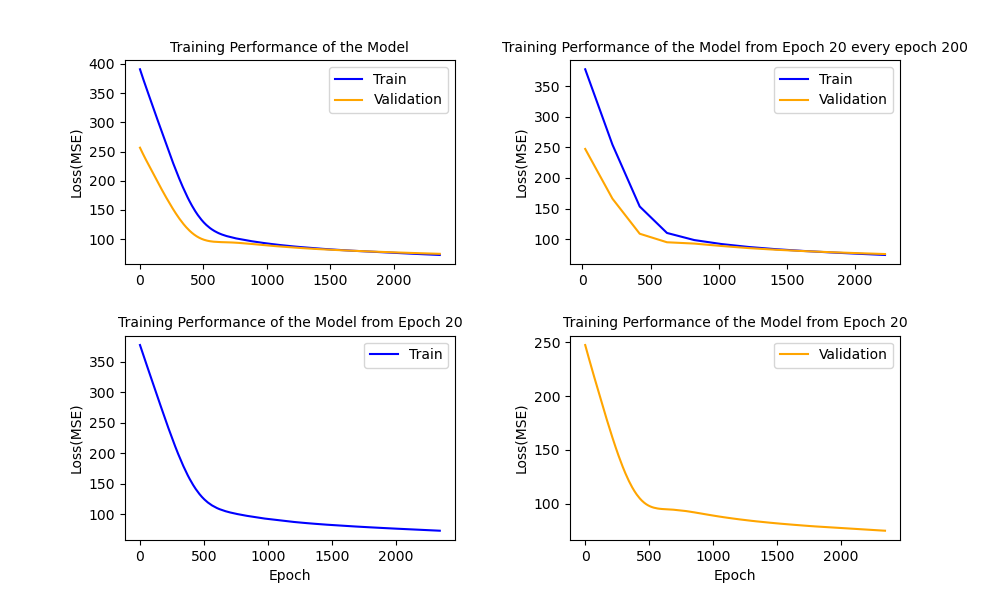 Training Performance of the Model
400
350
300
250
200
150
100
Loss(MSE)
Train
Validation
0 500 1000 1500 2000
Training Performance of the Model from Epoch 20 every epoch 200
350
300
250
200
150
100
Loss(MSE)
Train
Validation
0 500 1000 1500 2000
Training Performance of the Model from Epoch 20
350
300
250
200
150
100
Loss(MSE)
Train
0 500 1000 1500 2000
Epoch
Training Performance of the Model from Epoch 20
250
200
150
100
Loss(MSE)
Validation
0 500 1000 1500 2000
Epoch